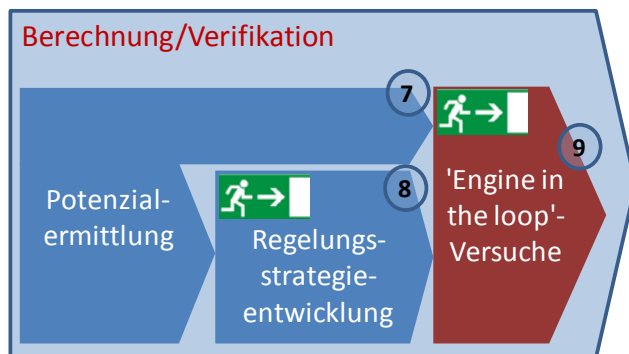 Berechnung/Verifikation
7
9
8
Potenzial-
ermittlung
Regelungs-
strategie-
entwicklung
'Engine in
the loop'-
Versuche